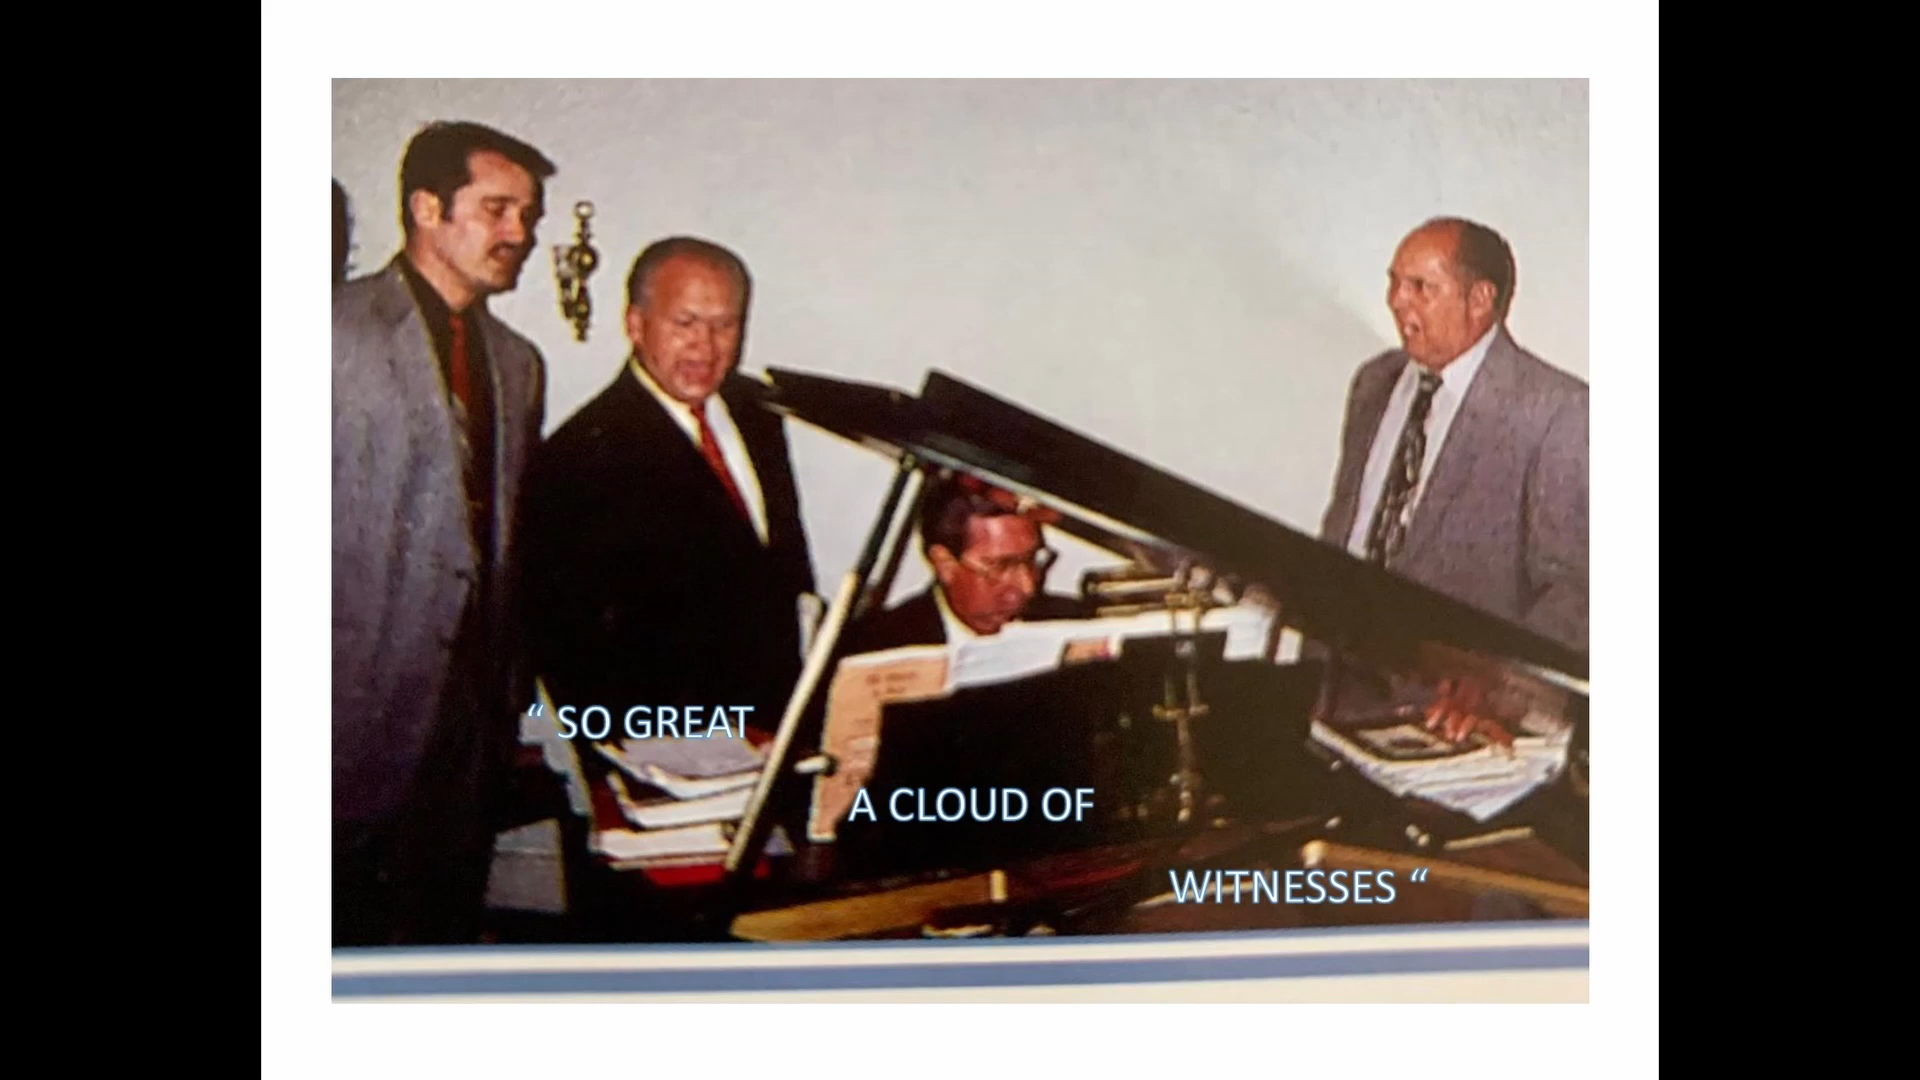 “ SO GREAT
A CLOUD OF
WITNESSES “